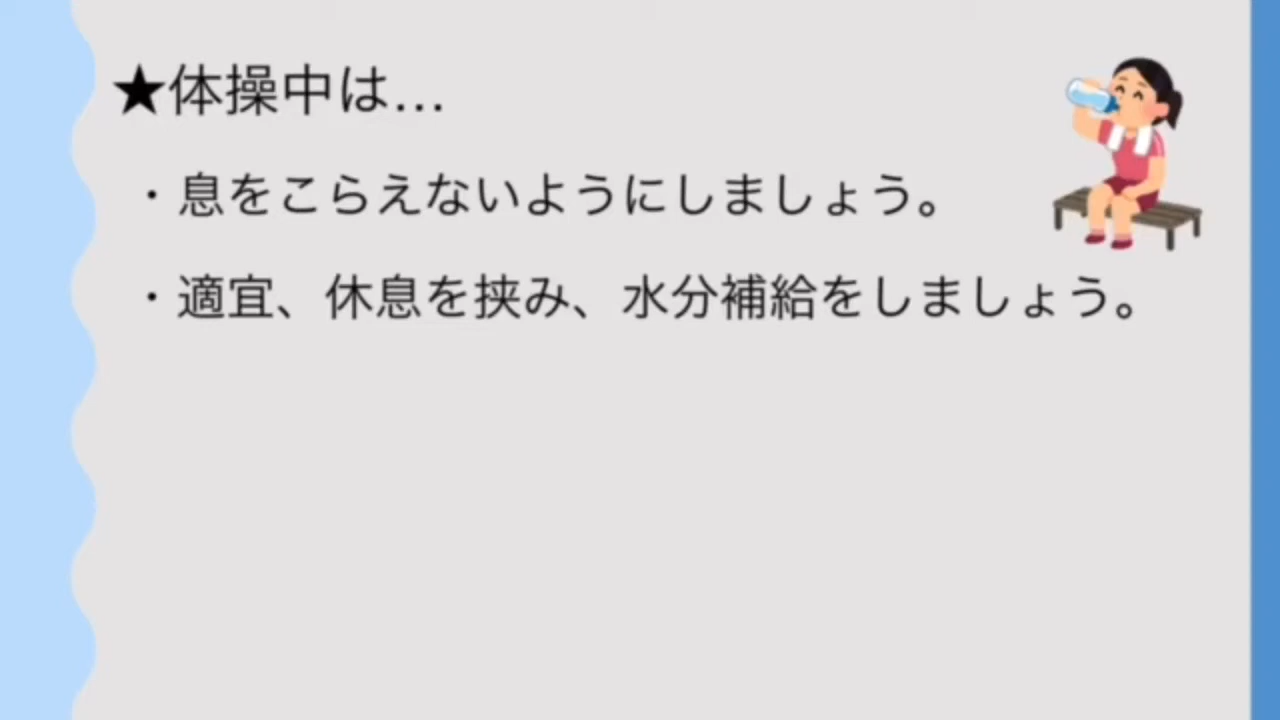 ★体操中は…
・息をこらえないようにしましょう。
・適宜、休息を挟み、水分補給をしましょう。